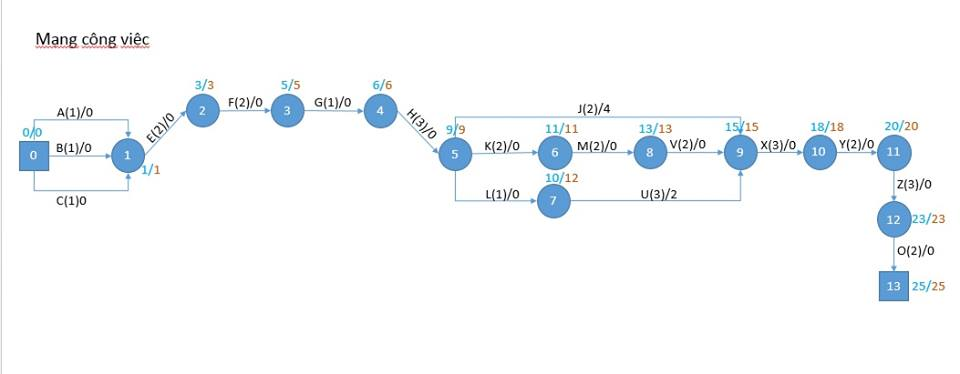 Mang công viêc
3/3
5/5
6/6
A(1)/0
F(2)/0
G(1)/0
J(2)/4
2
3
4
0/0
E(2)/0
H(3)/0
9/9
11/11
13/13
15/15
18/18
20/20
0
B(1)/0
1
5
K(2)/0
6
M(2)/0
8
V(2)/0
9
X(3)/0
10
Y(2)/0
11
1/1
10/12
Z(3)/0
C(1)0
L(1)/0
7
U(3)/2
12
23/23
O(2)/0
13
25/25